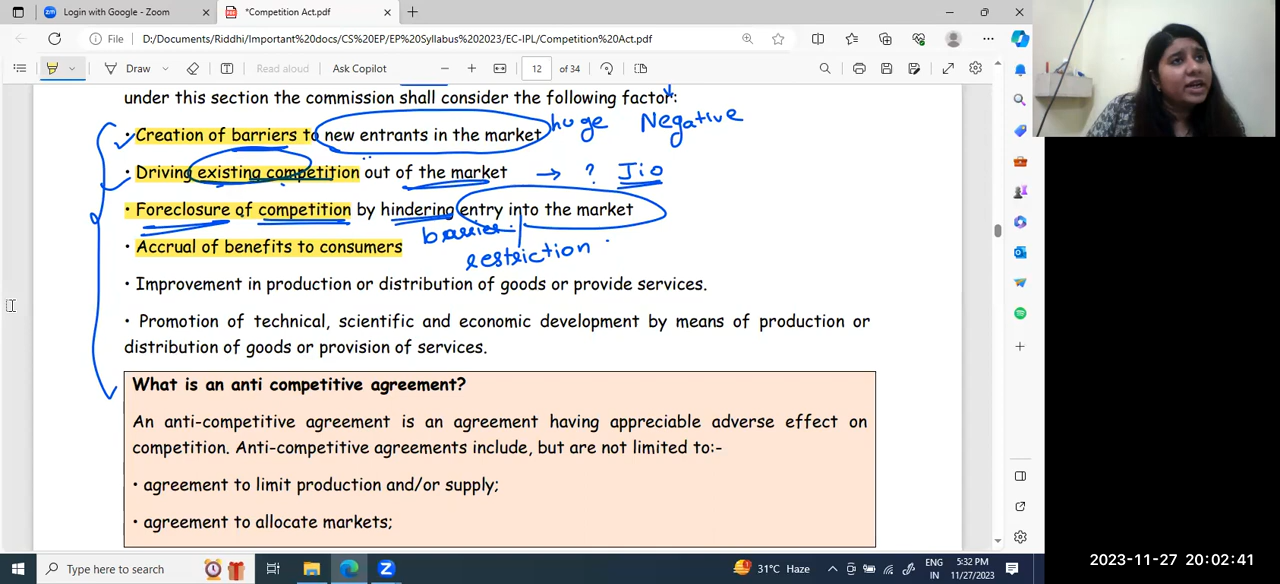 Login with Google - Zoom
*Competition Act.pdf
File
D:/Documents/Riddhi/Important%20docs/CS%20EP/EP%20Syllabus%202023/EC-IPL/Competition%20Act.pdf
Draw
Read aloud
Ask Copilot
12 of 34
under this section the commission shall consider the following factor:
• Creation of barriers to new entrants in the market huge Negative
• Driving existing competition out of the market → ? Jio
• Foreclosure of competition by hindering entry into the market
barrier
restriction
• Accrual of benefits to consumers
• Improvement in production or distribution of goods or provide services.
• Promotion of technical, scientific and economic development by means of production or
distribution of goods or provision of services.
What is an anti competitive agreement?
An anti-competitive agreement is an agreement having appreciable adverse effect on
competition. Anti-competitive agreements include, but are not limited to:-
• agreement to limit production and/or supply;
• agreement to allocate markets;
Type here to search
31°C Haze
ENG
IN
5:32 PM
11/27/2023
2023-11-27 20:02:41